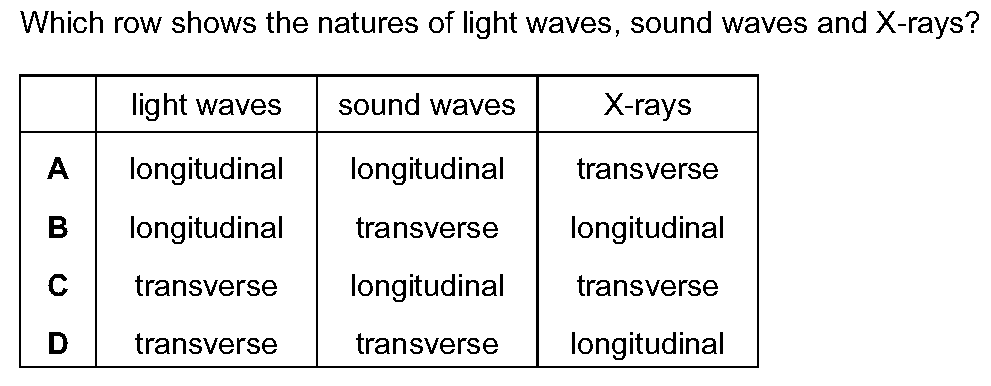 Which row shows the natures of light waves, sound waves and X-rays?
light waves sound waves X-rays
A longitudinal longitudinal transverse
B longitudinal transverse longitudinal
C transverse longitudinal transverse
D transverse transverse longitudinal